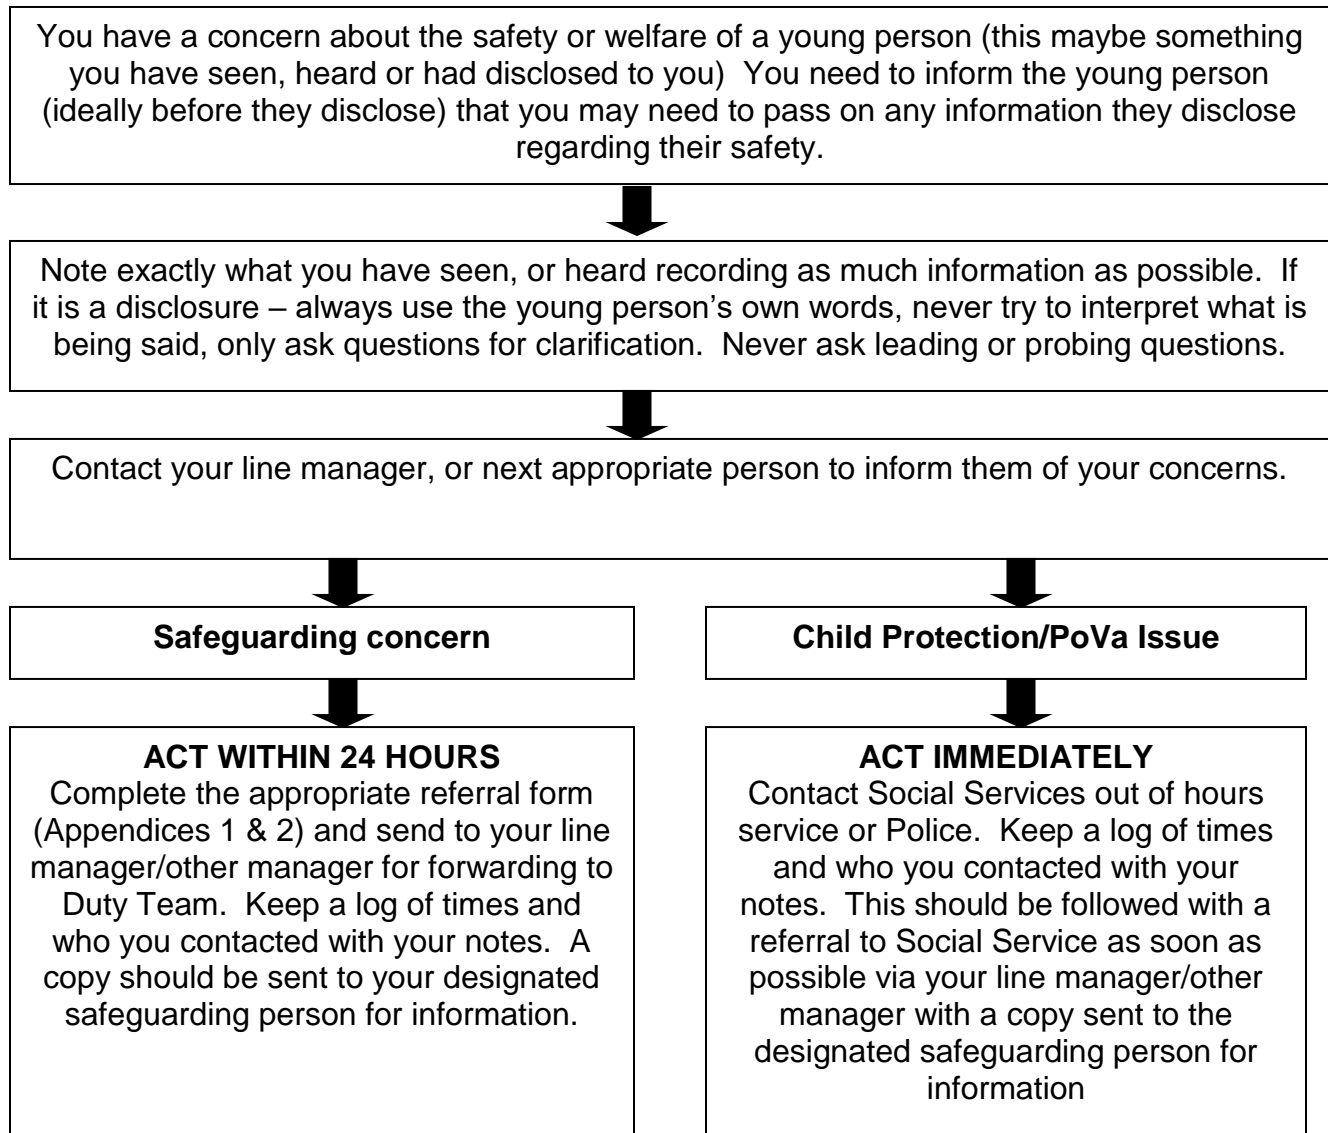 You have a concern about the safety or welfare of a young person (this maybe something
you have seen, heard or had disclosed to you)  You need to inform the young person
(ideally before they disclose) that you may need to pass on any information they disclose
regarding their safety.
Note exactly what you have seen, or heard recording as much information as possible.  If
it is a disclosure – always use the young person’s own words, never try to interpret what is
being said, only ask questions for clarification.  Never ask leading or probing questions.
Contact your line manager, or next appropriate person to inform them of your concerns.
Safeguarding concern
ACT WITHIN 24 HOURS
Complete the appropriate referral form
(Appendices 1 & 2) and send to your line
manager/other manager for forwarding to
Duty Team.  Keep a log of times and
who you contacted with your notes.  A
copy should be sent to your designated
safeguarding person for information.
Child Protection/PoVa Issue
ACT IMMEDIATELY
Contact Social Services out of hours
service or Police.  Keep a log of times
and who you contacted with your
notes.  This should be followed with a
referral to Social Service as soon as
possible via your line manager/other
manager with a copy sent to the
designated safeguarding person for
information